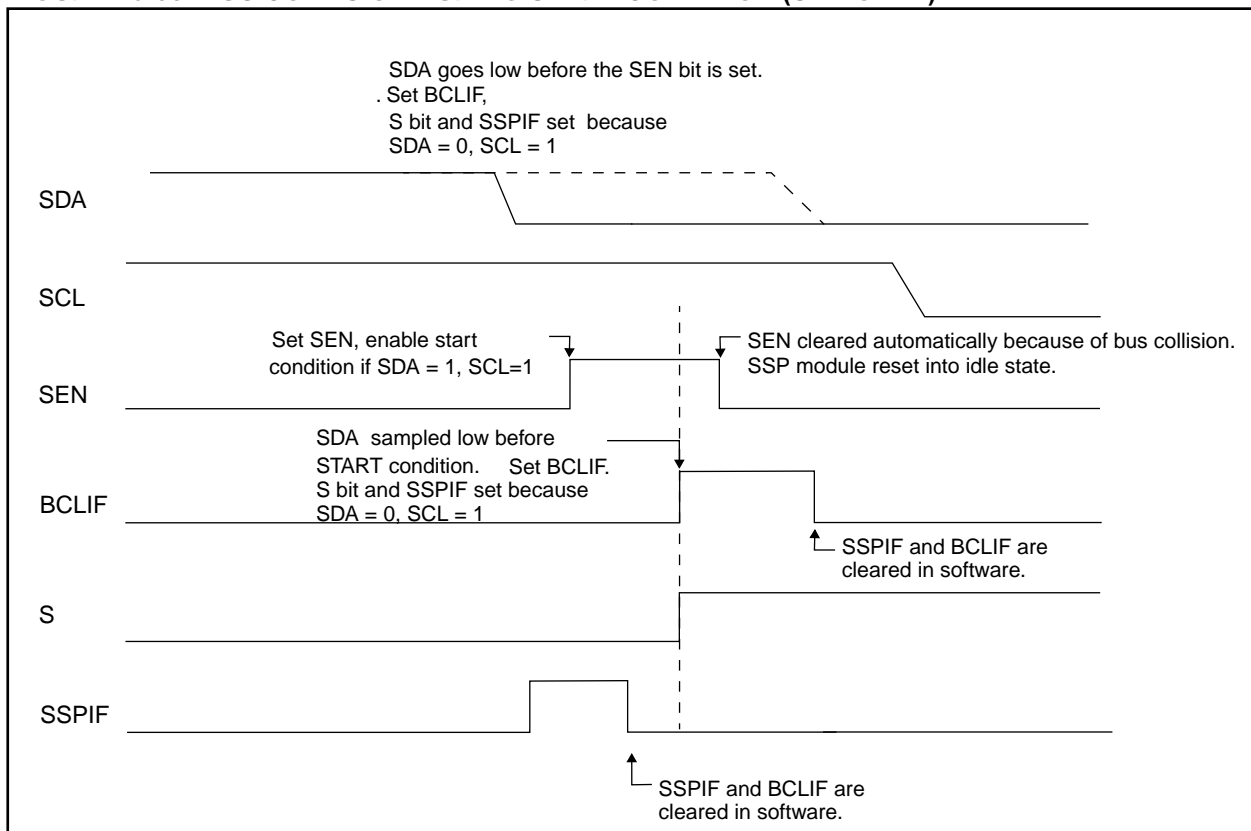 SDA goes low before the SEN bit is set.
. Set BCLIF,
S bit and SSPIF set because
SDA = 0, SCL = 1
SDA
SCL
Set SEN, enable start
condition if SDA = 1, SCL=1
SEN cleared automatically because of bus collision.
SSP module reset into idle state.
SEN
SDA sampled low before
START condition. Set BCLIF.
S bit and SSPIF set because
SDA = 0, SCL = 1
BCLIF
SSPIF and BCLIF are
cleared in software.
S
SSPIF
SSPIF and BCLIF are
cleared in software.